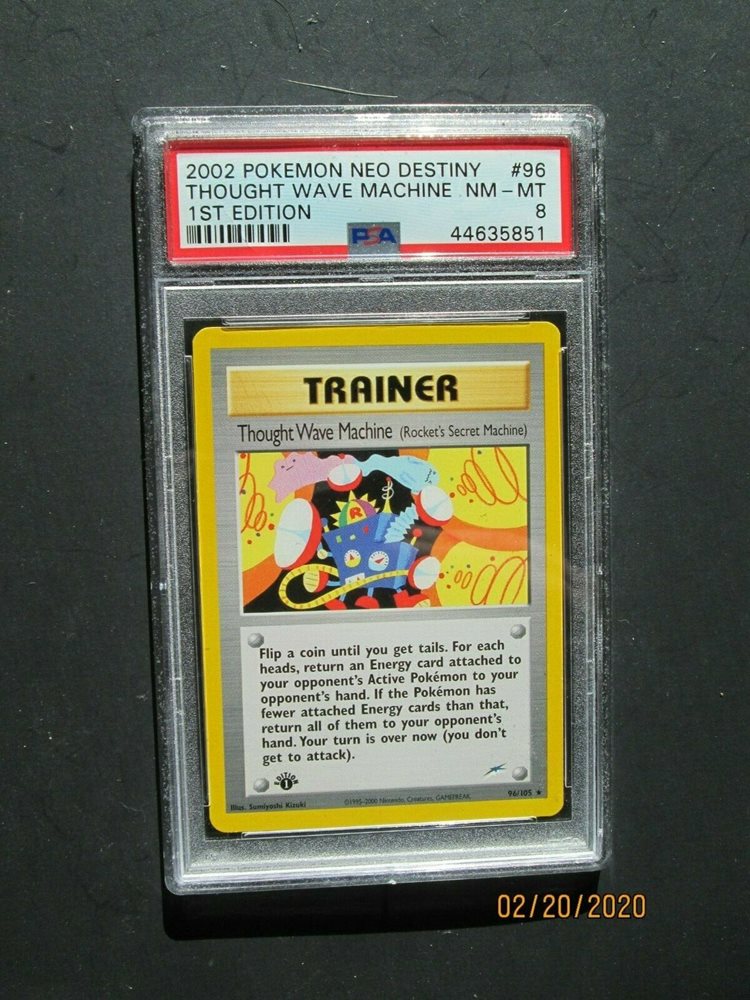 2002 POKEMON NEO DESTINY #96
THOUGHT WAVE MACHINE NM-MT
1ST EDITION 8
PSA 44635851
TRAINER
Thought Wave Machine (Rocket's Secret Machine)
R
Flip a coin until you get tails. For each
heads, return an Energy card attached to
your opponent's Active Pokémon to your
opponent's hand. If the Pokémon has
fewer attached Energy cards than that,
return all of them to your opponent's
hand. Your turn is over now (you don't
get to attack).
EDITION
1
Illus. Sumiyoshi Kizuki ©1995-2000 Nintendo, Creatures, GAMEFREAK. 96/105 ★
02/20/2020